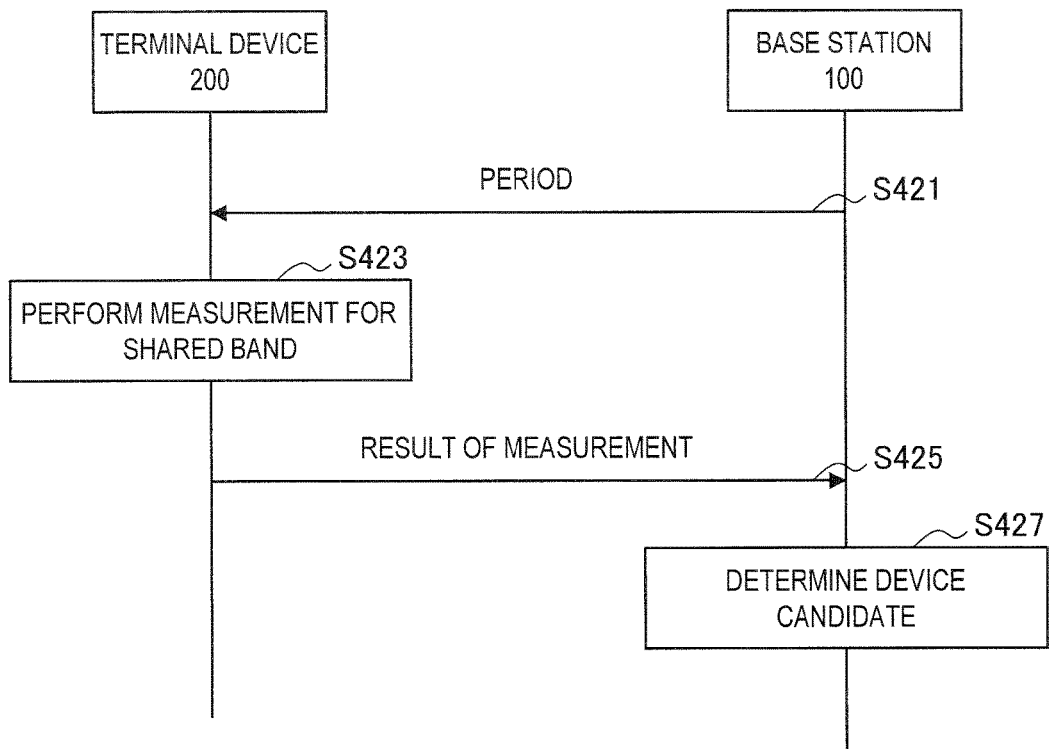 TERMINAL DEVICE
200
BASE STATION
100
PERIOD
S421
S423
PERFORM MEASUREMENT FOR
SHARED BAND
RESULT OF MEASUREMENT
S425
S427
DETERMINE DEVICE
CANDIDATE